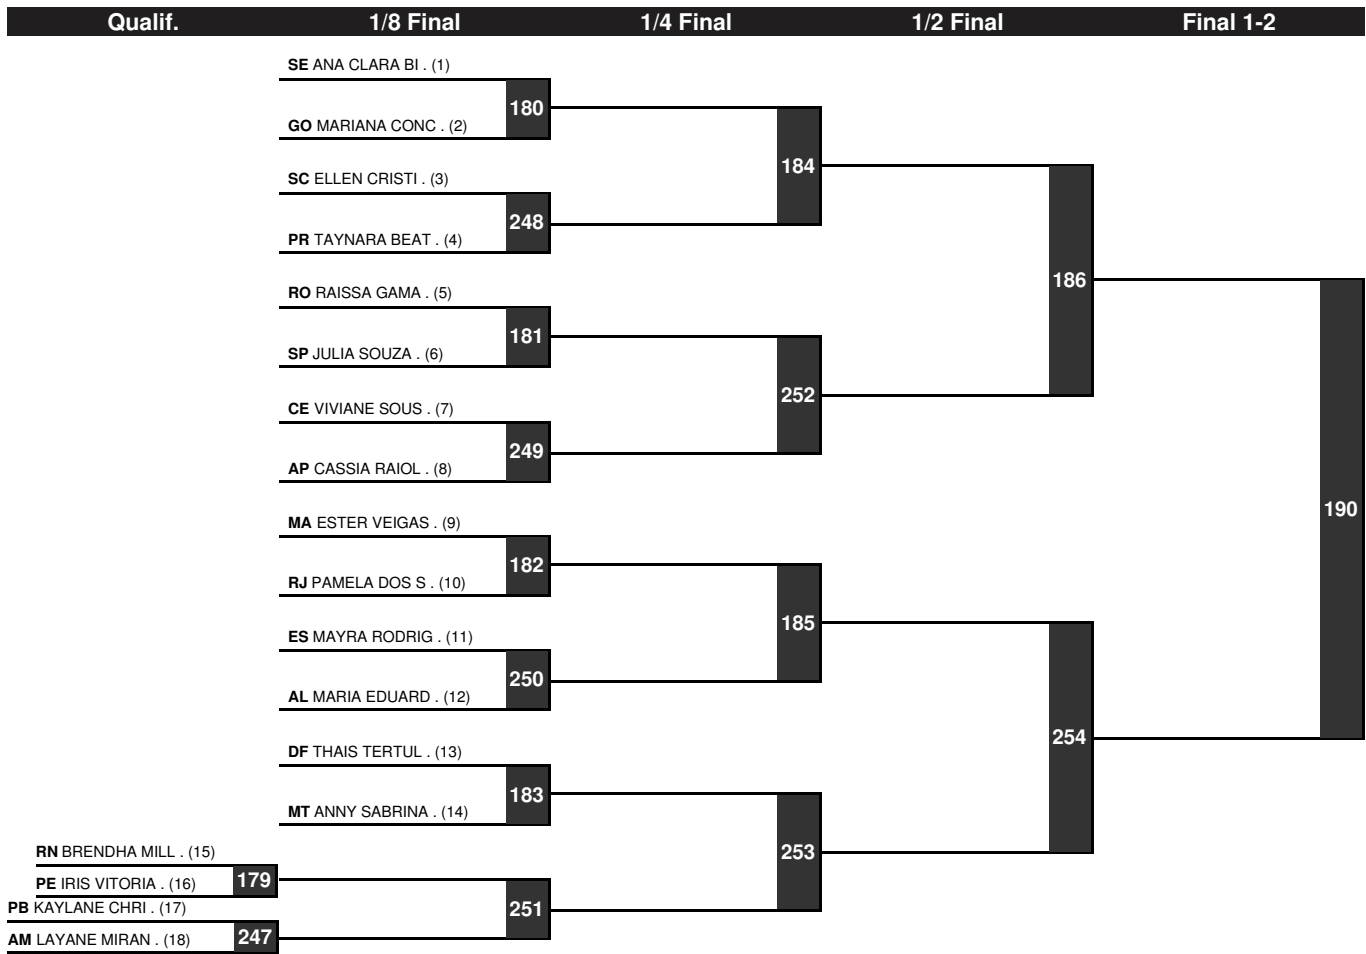 Qualif. 1/8 Final 1/4 Final 1/2 Final Final 1-2
SE ANA CLARA BI . (1)
180
GO MARIANA CONC . (2)
184
SC ELLEN CRISTI . (3)
248
PR TAYNARA BEAT . (4)
186
RO RAISSA GAMA . (5)
181
SP JULIA SOUZA . (6)
252
CE VIVIANE SOUS . (7)
249
AP CASSIA RAIOL . (8)
190
MA ESTER VEIGAS . (9)
182
RJ PAMELA DOS S . (10)
185
ES MAYRA RODRIG . (11)
250
AL MARIA EDUARD . (12)
254
DF THAIS TERTUL . (13)
183
MT ANNY SABRINA . (14)
RN BRENDHA MILL . (15)
253
179
PE IRIS VITORIA . (16)
PB KAYLANE CHRI . (17)
251
247
AM LAYANE MIRAN . (18)